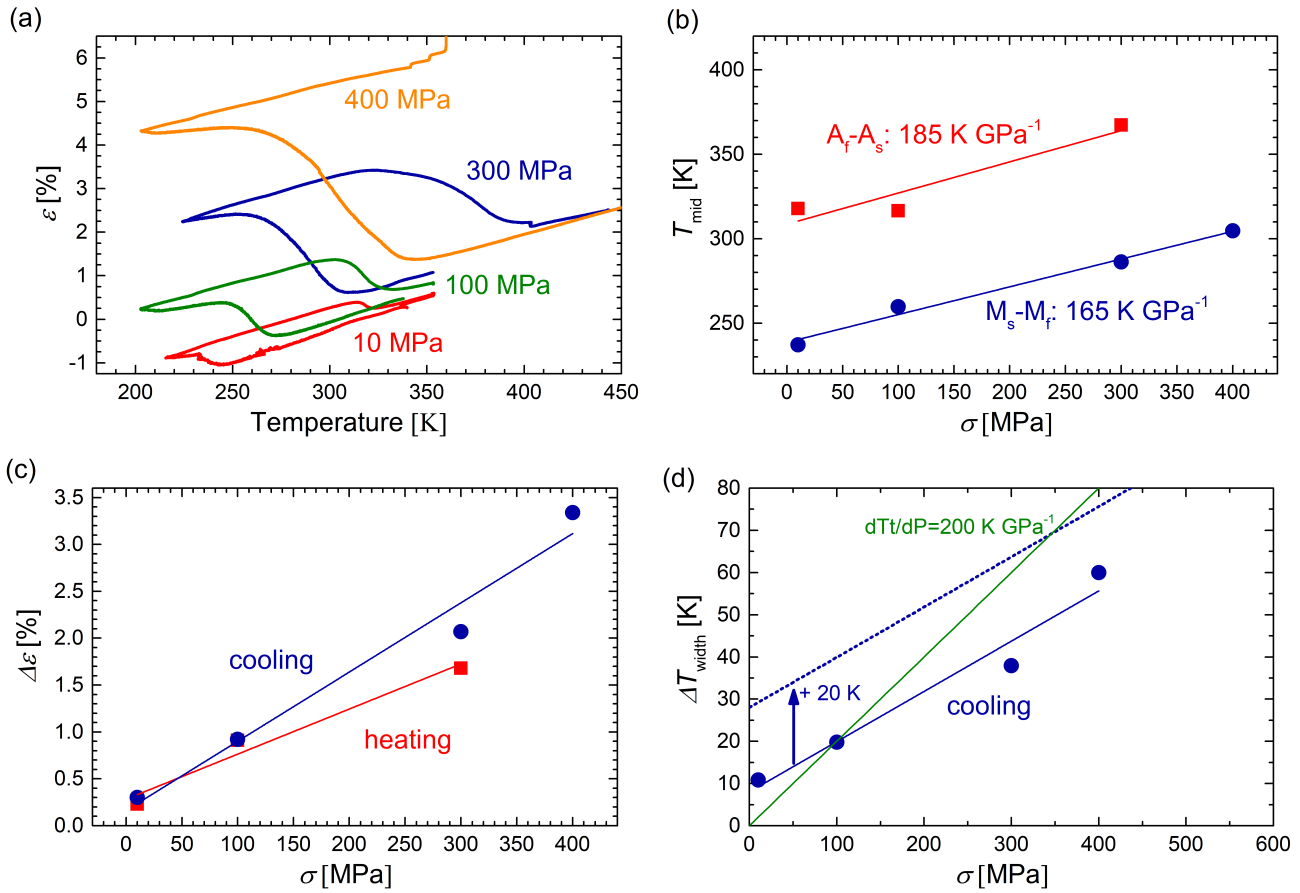 (a)
6
5
4
3
2
1
0
-1
ε [%]
400 MPa
300 MPa
100 MPa
10 MPa
200 250 300 350 400 450
Temperature [K]
(b)
400
350
300
250
T_mid [K]
A_f-A_s: 185 K GPa⁻¹
M_s-M_f: 165 K GPa⁻¹
0 50 100 150 200 250 300 350 400
σ [MPa]
(c)
3.5
3.0
2.5
2.0
1.5
1.0
0.5
0.0
Δε [%]
cooling
heating
0 50 100 150 200 250 300 350 400
σ [MPa]
(d)
80
70
60
50
40
30
20
10
0
ΔT_width [K]
dTt/dP=200 K GPa⁻¹
+ 20 K
cooling
0 100 200 300 400 500 600
σ [MPa]